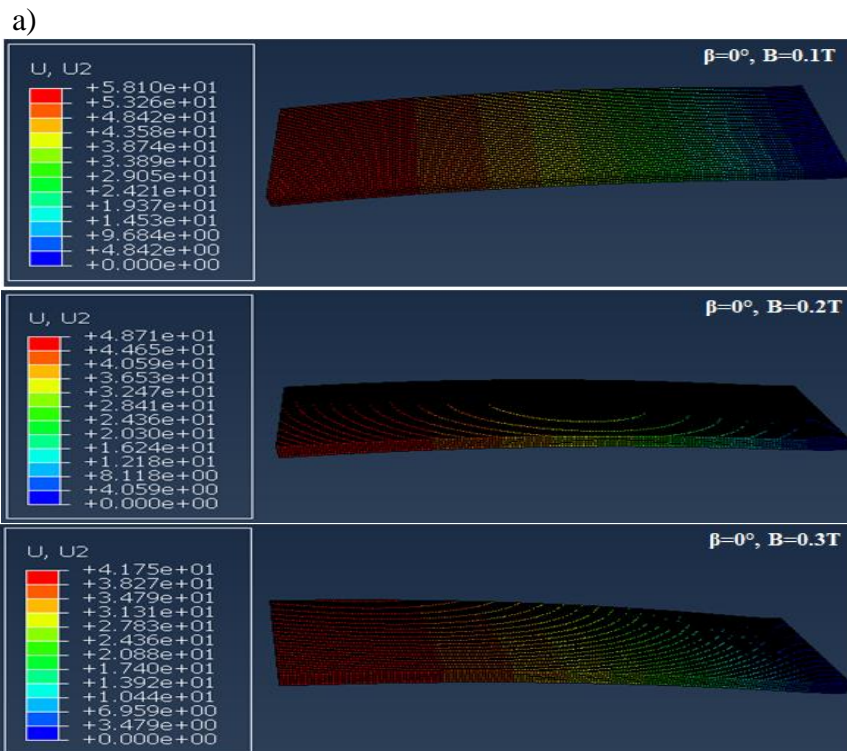 a)
β=0°, B=0.1T
U, U2
+5.810e+01
+5.326e+01
+4.842e+01
+4.358e+01
+3.874e+01
+3.389e+01
+2.905e+01
+2.421e+01
+1.937e+01
+1.453e+01
+9.684e+00
+4.842e+00
+0.000e+00
β=0°, B=0.2T
U, U2
+4.871e+01
+4.465e+01
+4.059e+01
+3.653e+01
+3.247e+01
+2.841e+01
+2.436e+01
+2.030e+01
+1.624e+01
+1.218e+01
+8.118e+00
+4.059e+00
+0.000e+00
β=0°, B=0.3T
U, U2
+4.175e+01
+3.827e+01
+3.479e+01
+3.131e+01
+2.783e+01
+2.436e+01
+2.088e+01
+1.740e+01
+1.392e+01
+1.044e+01
+6.959e+00
+3.479e+00
+0.000e+00